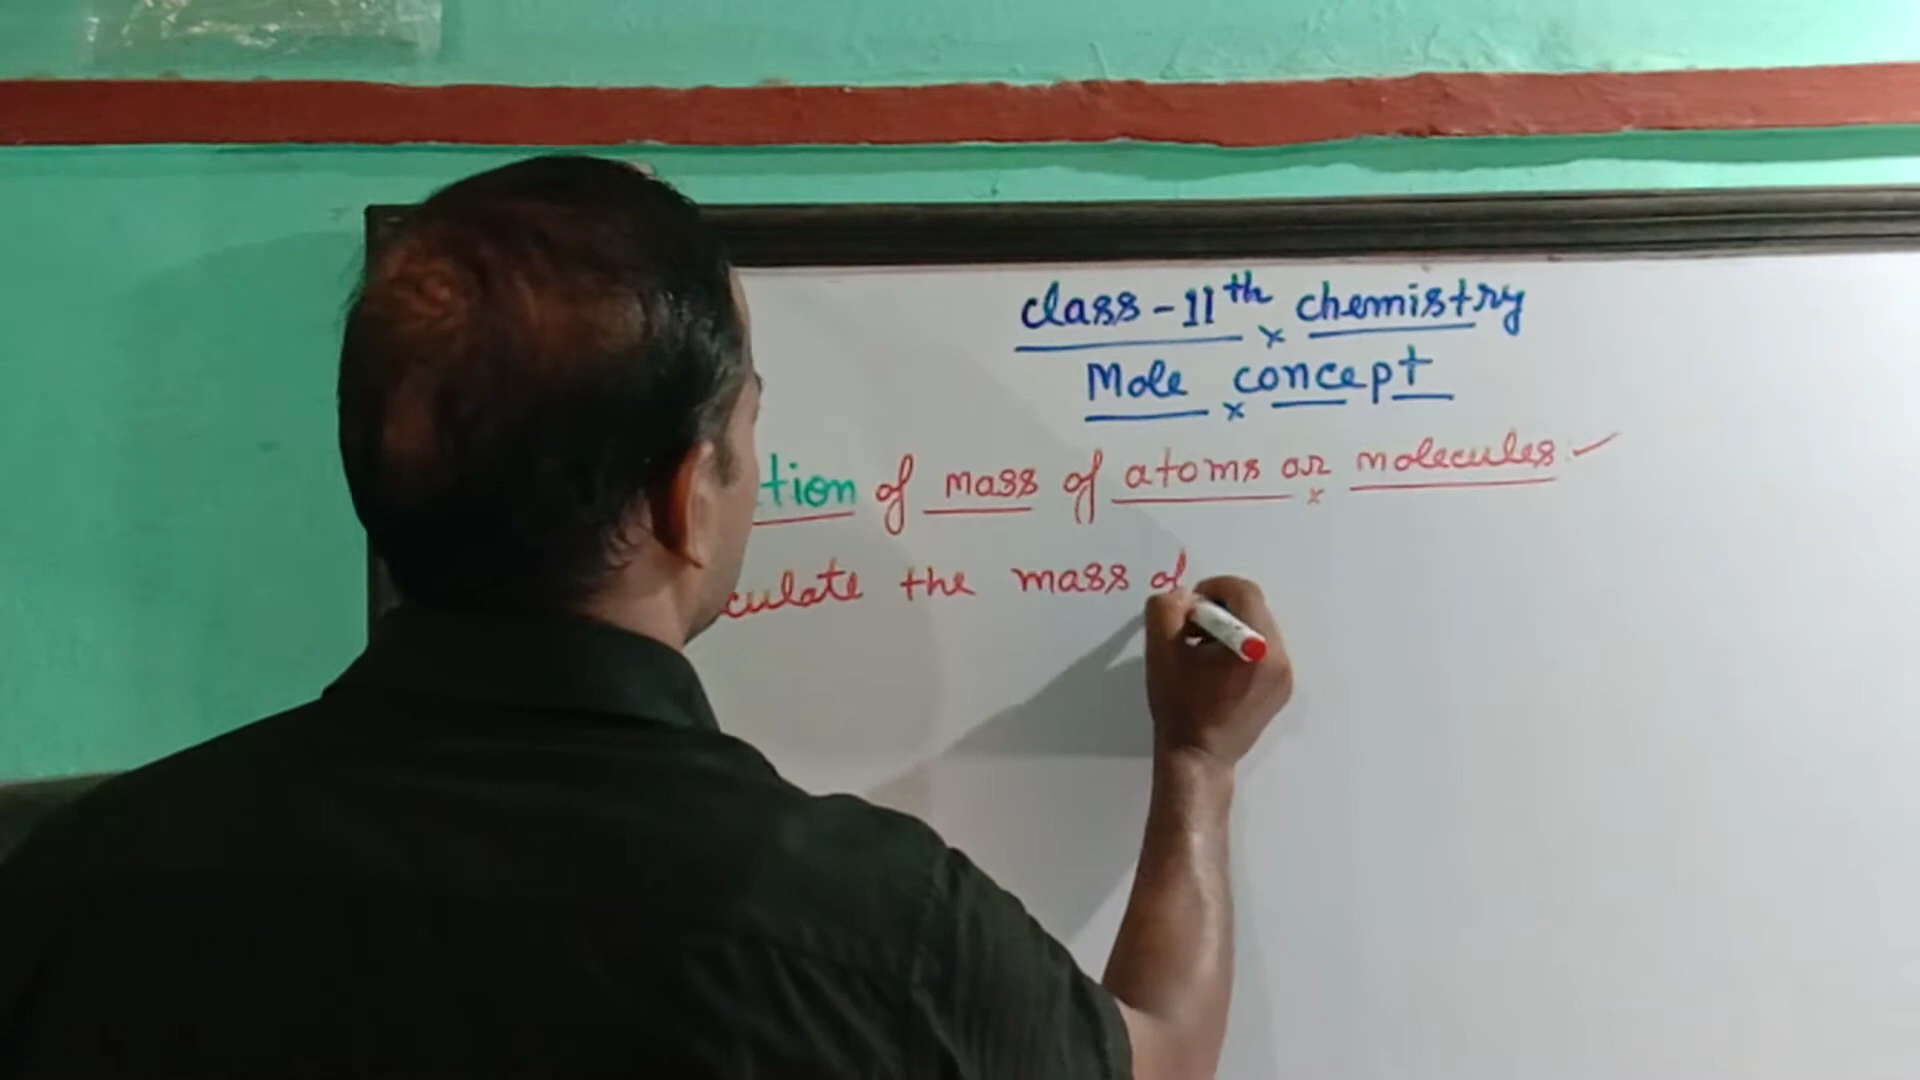 class - 11th chemistry
Mole concept
tion of mass of atoms or molecules
culate the mass of